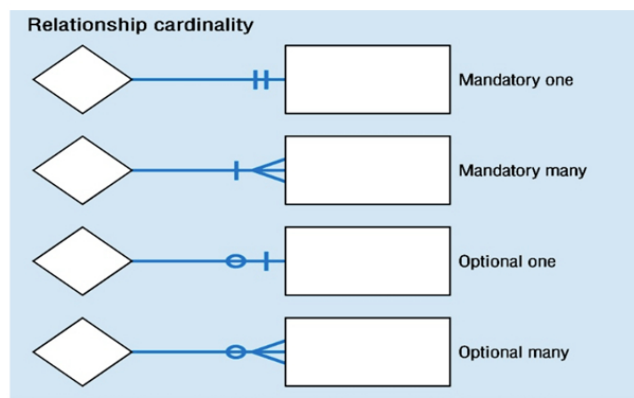 Relationship cardinality
Mandatory one
Mandatory many
Optional one
Optional many